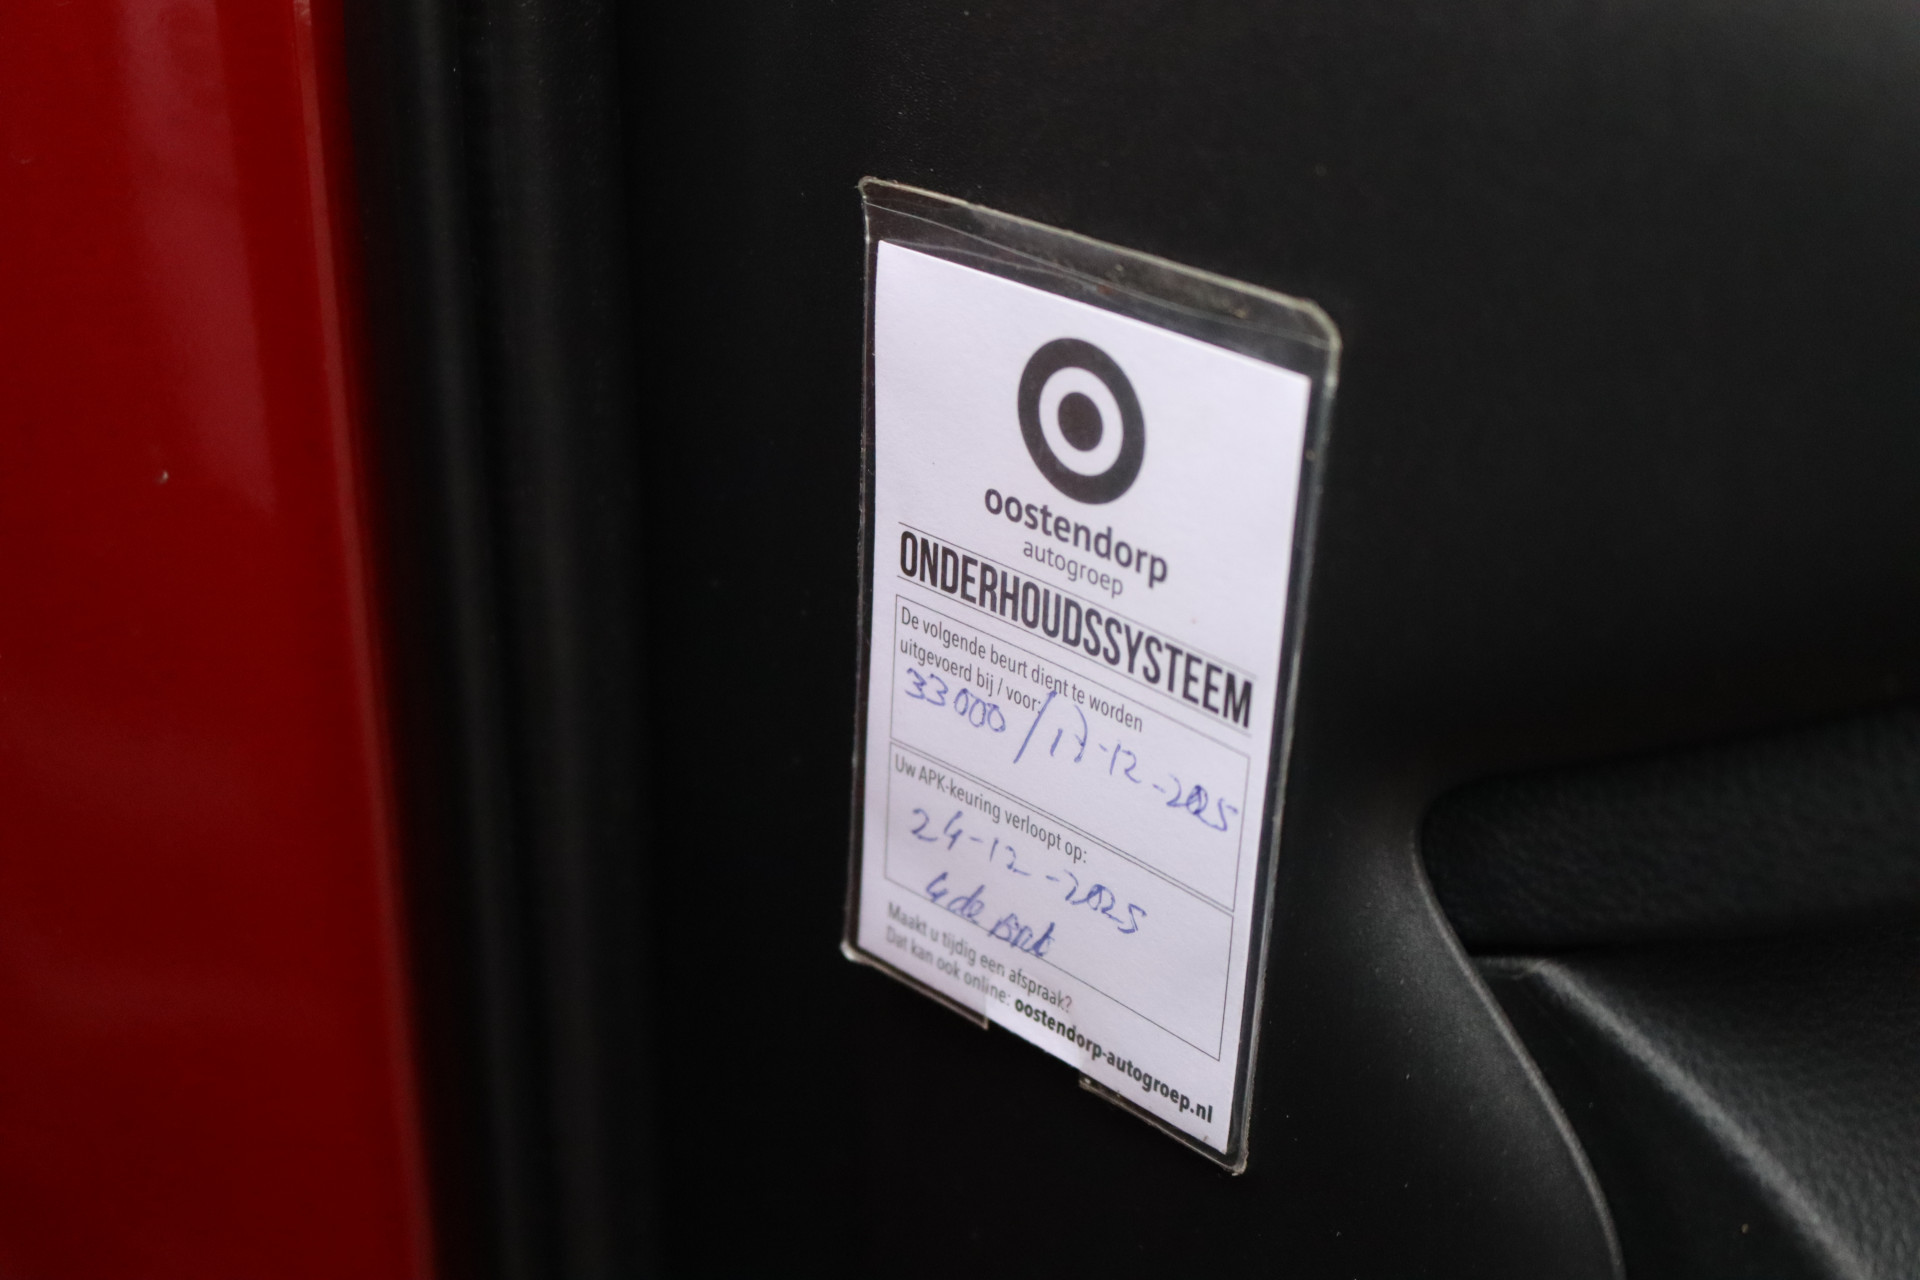 oostendorp
autogroep
ONDERHOUDSSYSTEEM
De volgende beurt dient te worden
uitgevoerd bij / voor:
33000 / 17-12-2025
Uw APK-keuring verloopt op:
24-12-2025
4de
Maakt u tijdig een afspraak?
Dat kan ook online: oostendorp-autogroep.nl